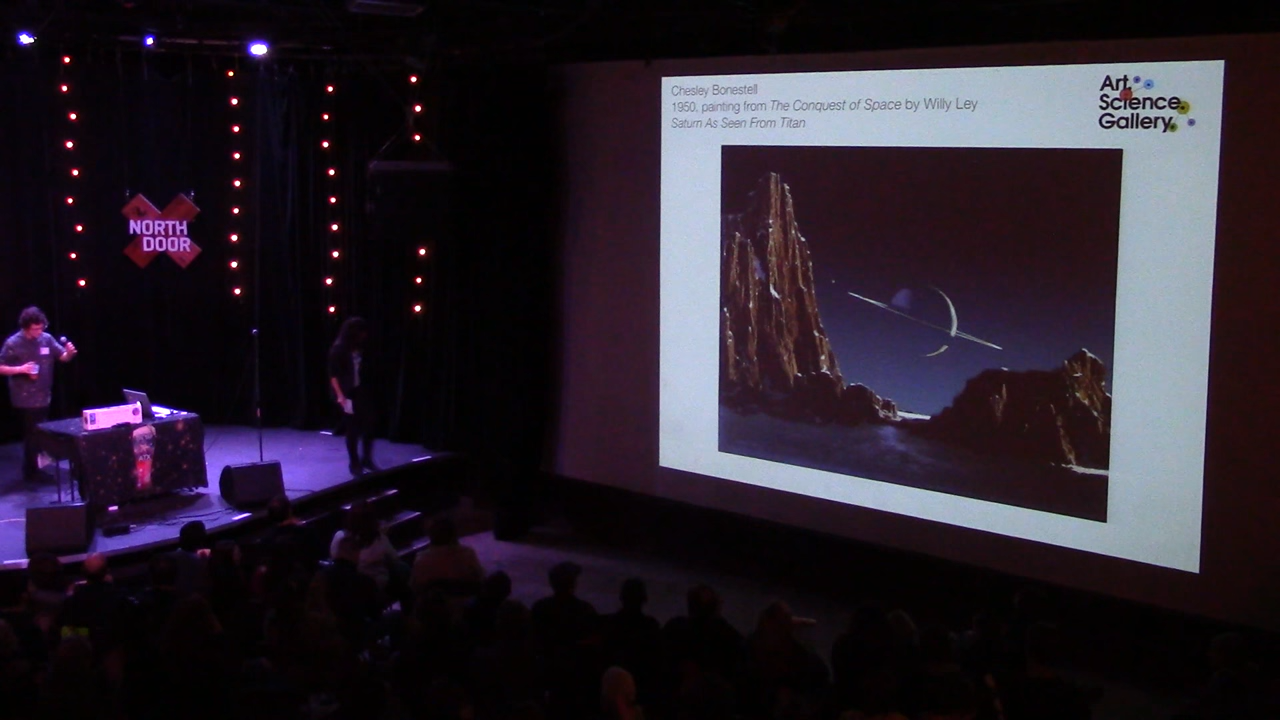 NORTH
DOOR
Chesley Bonestell
1950, painting from The Conquest of Space by Willy Ley
Saturn As Seen From Titan
Art
Science
Gallery